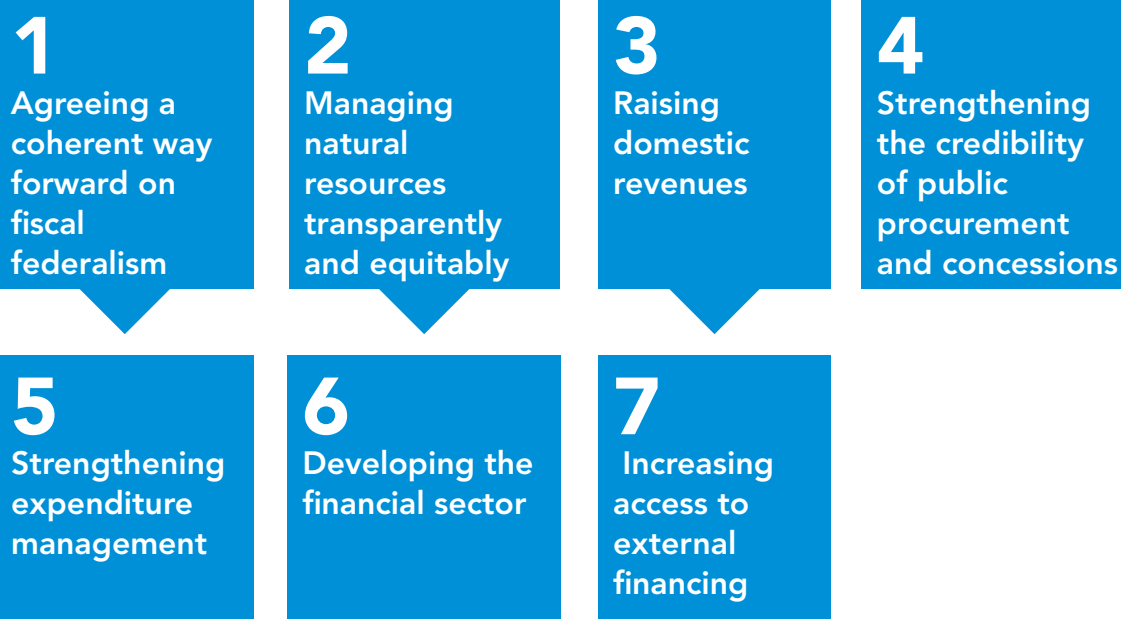 1
Agreeing a
coherent way
forward on
fiscal
federalism
2
Managing
natural
resources
transparently
and equitably
3
Raising
domestic
revenues
4
Strengthening
the credibility
of public
procurement
and concessions
5
Strengthening
expenditure
management
6
Developing the
financial sector
7
Increasing
access to
external
financing